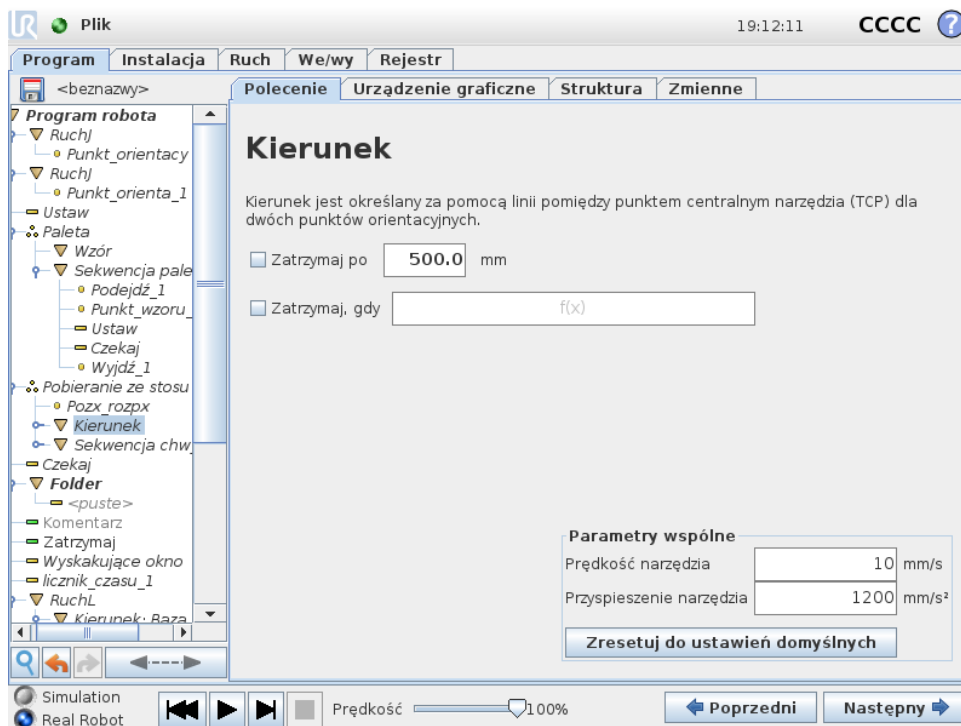 UR Plik 19:12:11 CCCC ?
Program Instalacja Ruch We/wy Rejestr
<beznazwy>
Polecenie Urządzenie graficzne Struktura Zmienne
Program robota
RuchJ
Punkt_orientacy
RuchJ
Punkt_orienta_1
Ustaw
Paleta
Wzór
Sekwencja pale
Podejdź_1
Punkt_wzoru_
Ustaw
Czekaj
Wyjdź_1
Pobieranie ze stosu
Pozx_rozpx
Kierunek
Sekwencja chw
Czekaj
Folder
<puste>
Komentarz
Zatrzymaj
Wyskakujące okno
licznik_czasu_1
RuchL
Kierunek: Baza
Kierunek
Kierunek jest określany za pomocą linii pomiędzy punktem centralnym narzędzia (TCP) dla
dwóch punktów orientacyjnych.
Zatrzymaj po 500.0 mm
Zatrzymaj, gdy f(x)
Parametry wspólne
Prędkość narzędzia 10 mm/s
Przyspieszenie narzędzia 1200 mm/s²
Zresetuj do ustawień domyślnych
Simulation
Real Robot
Prędkość 100%
Poprzedni Następny